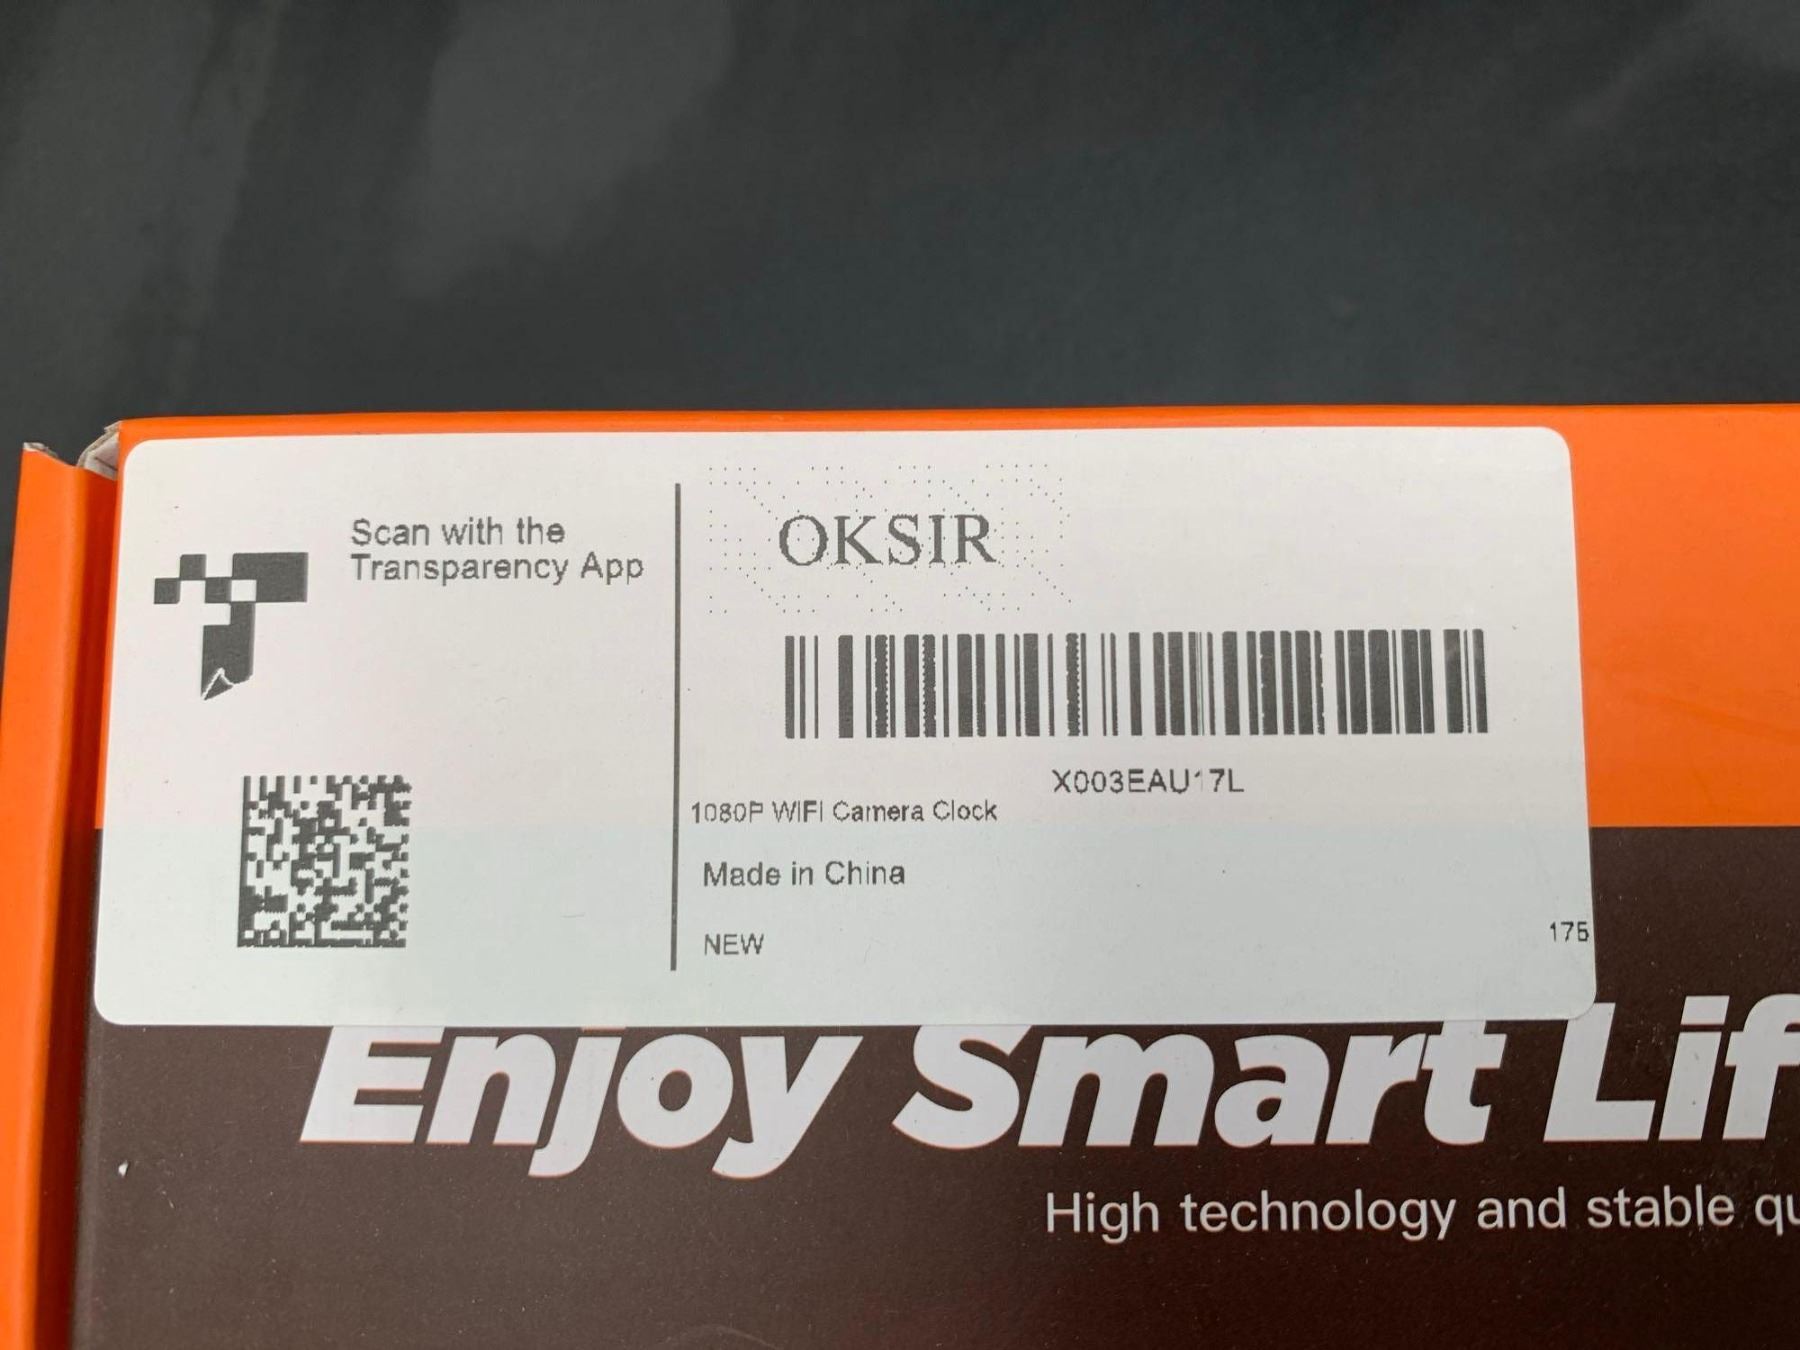 Scan with the
Transparency App
OKSIR
X003EAU17L
1080P WIFI Camera Clock
Made in China
NEW
175
Enjoy Smart Lif
High technology and stable qu